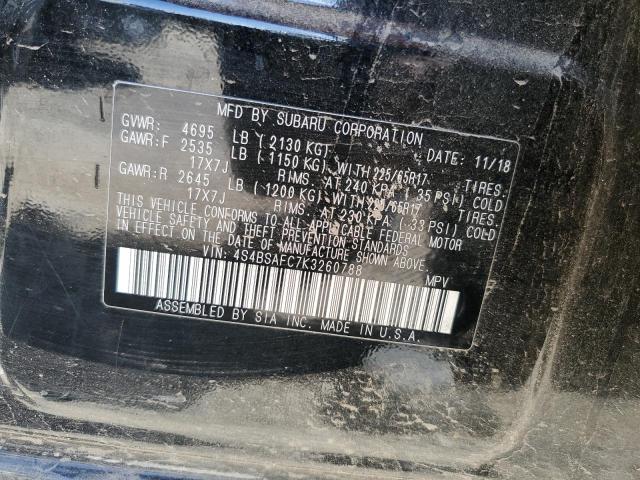 MFD BY SUBARU CORPORATION
GVWR: 4695 LB ( 2130 KG) DATE: 11/18
GAWR:F 2535 LB ( 1150 KG) WITH 225/65R17 TIRES.
17X7J RIMS. AT 240 KPA ( 35 PSI) COLD
GAWR:R 2645 LB ( 1200 KG) WITH 225/65R17 TIRES.
17X7J RIMS. AT 230 KPA ( 33 PSI) COLD
THIS VEHICLE CONFORMS TO ALL APPLICABLE FEDERAL MOTOR
VEHICLE SAFETY AND THEFT PREVENTION STANDARDS
IN EFFECT ON THE DATE OF MANUFACTURE SHOWN ABOVE.
VIN: 4S4BSAFC7K3260788 MPV
ASSEMBLED BY SIA INC. MADE IN U.S.A.